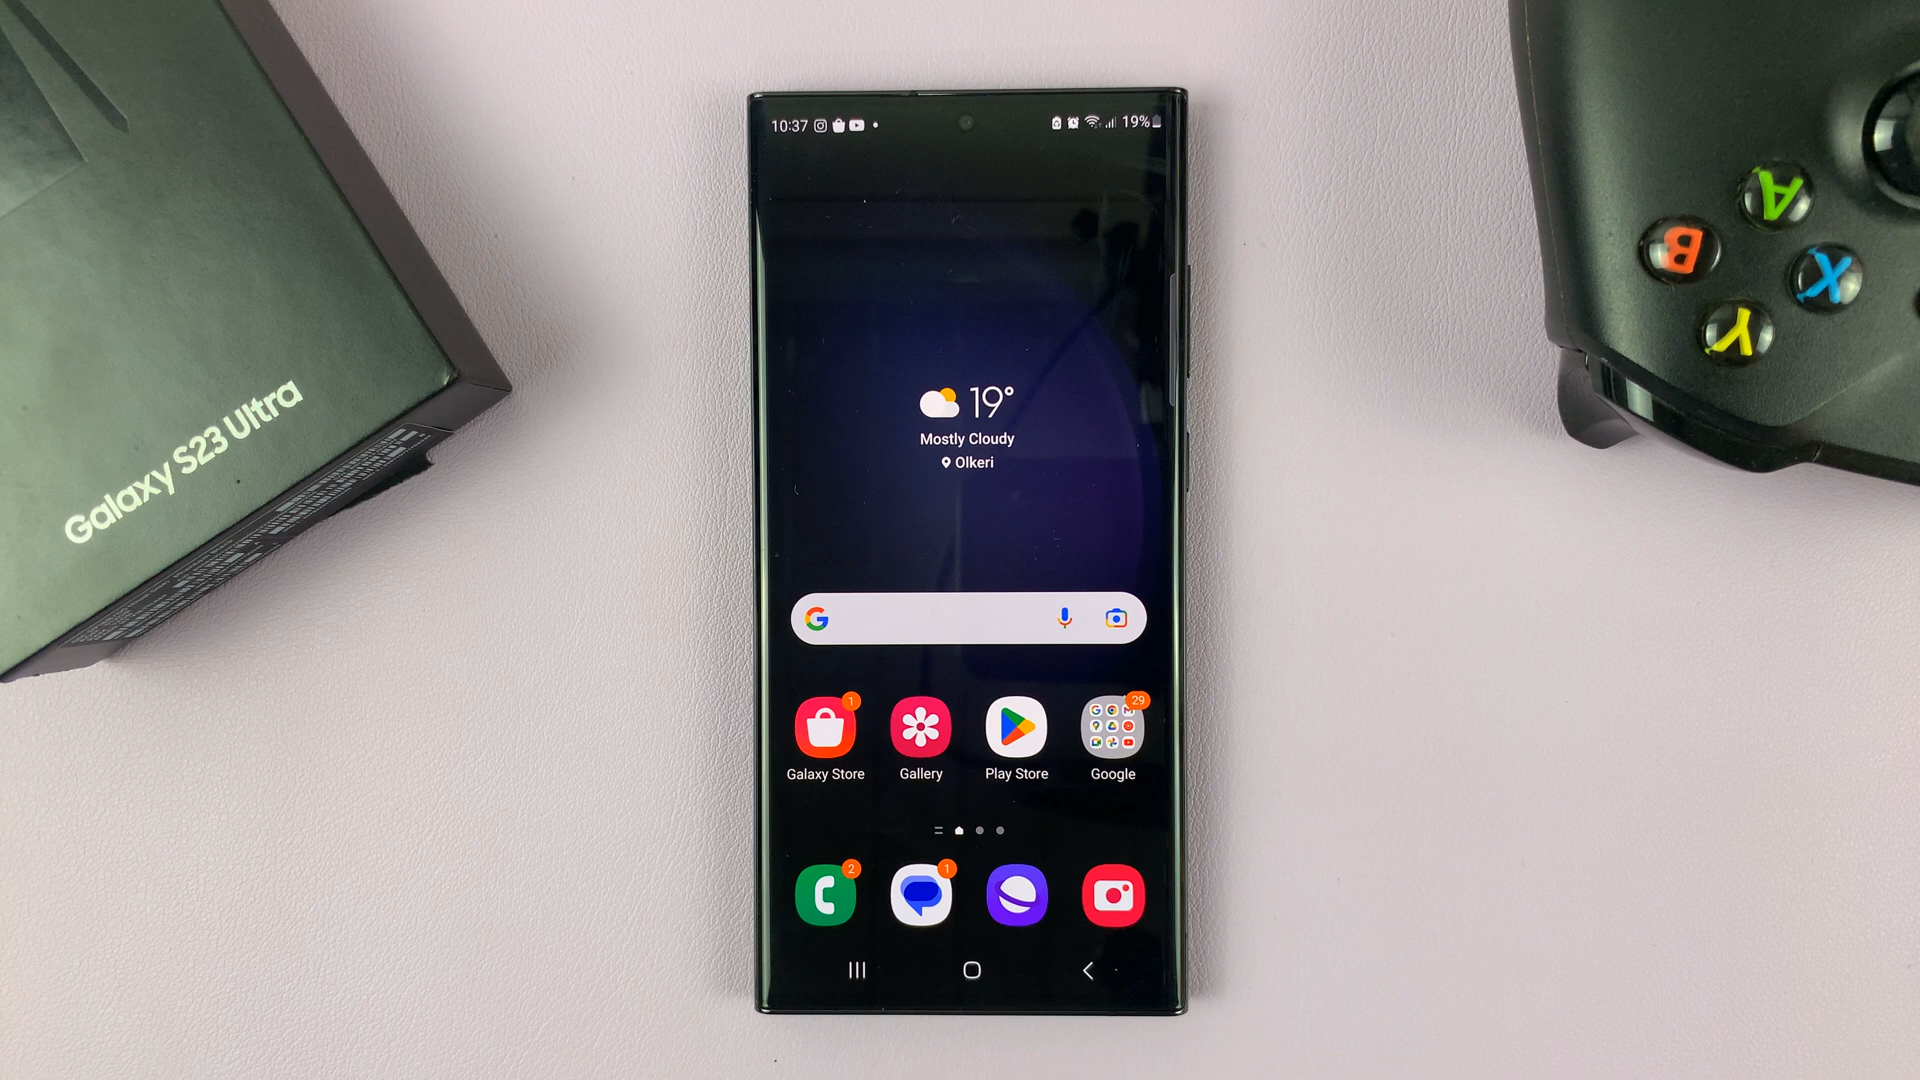 Galaxy S23 Ultra
10:37
19%
19°
Mostly Cloudy
Olkeri
G
1
29
Galaxy Store
Gallery
Play Store
Google
2
1
A
B
X
Y